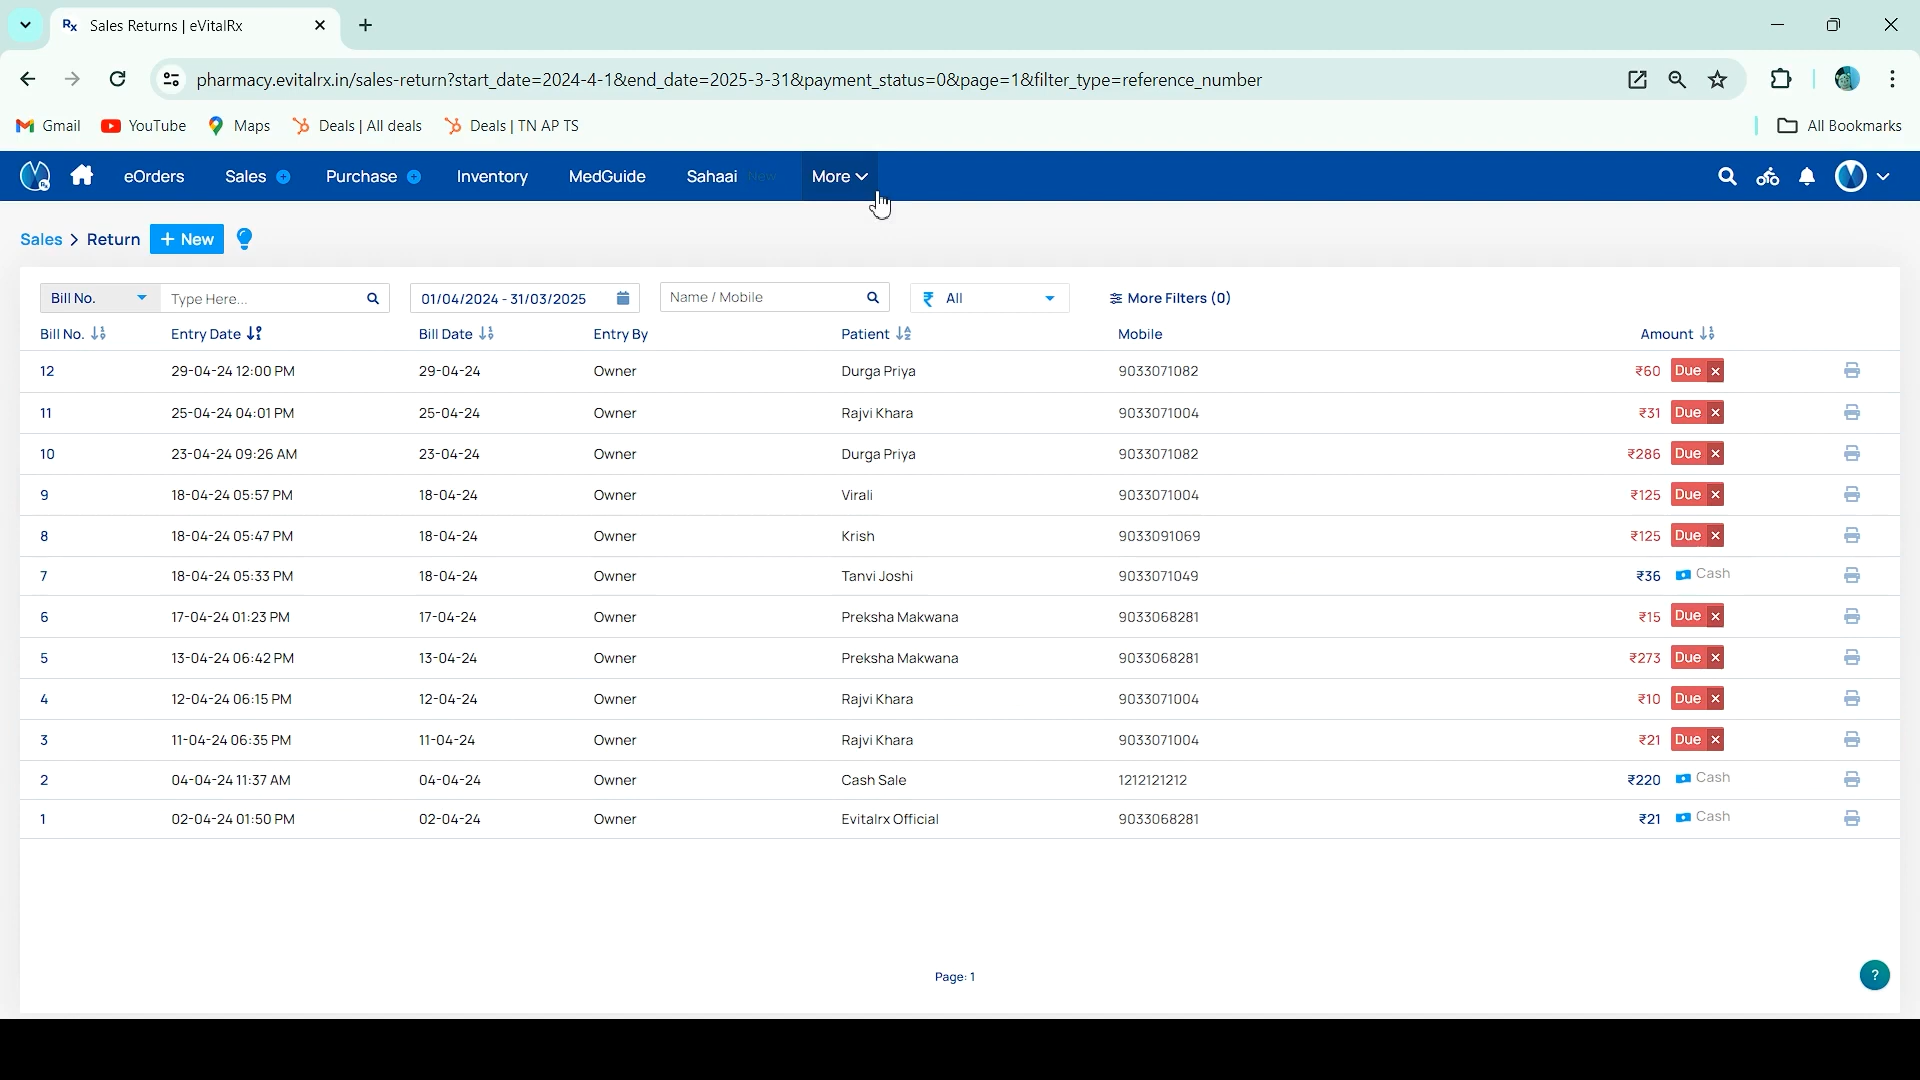 Rx Sales Returns | eVitalRx
pharmacy.evitalrx.in/sales-return?start_date=2024-4-1&end_date=2025-3-31&payment_status=0&page=1&filter_type=reference_number
Gmail YouTube Maps Deals | All deals Deals | TN AP TS All Bookmarks
eOrders Sales Purchase Inventory MedGuide Sahaai New More
Sales > Return + New
Bill No. Type Here... 01/04/2024 - 31/03/2025 Name / Mobile ₹ All More Filters (0)
Bill No. Entry Date Bill Date Entry By Patient Mobile Amount
12 29-04-24 12:00 PM 29-04-24 Owner Durga Priya 9033071082 ₹60 Due ×
11 25-04-24 04:01 PM 25-04-24 Owner Rajvi Khara 9033071004 ₹31 Due ×
10 23-04-24 09:26 AM 23-04-24 Owner Durga Priya 9033071082 ₹286 Due ×
9 18-04-24 05:57 PM 18-04-24 Owner Virali 9033071004 ₹125 Due ×
8 18-04-24 05:47 PM 18-04-24 Owner Krish 9033091069 ₹125 Due ×
7 18-04-24 05:33 PM 18-04-24 Owner Tanvi Joshi 9033071049 ₹36 Cash
6 17-04-24 01:23 PM 17-04-24 Owner Preksha Makwana 9033068281 ₹15 Due ×
5 13-04-24 06:42 PM 13-04-24 Owner Preksha Makwana 9033068281 ₹273 Due ×
4 12-04-24 06:15 PM 12-04-24 Owner Rajvi Khara 9033071004 ₹10 Due ×
3 11-04-24 06:35 PM 11-04-24 Owner Rajvi Khara 9033071004 ₹21 Due ×
2 04-04-24 11:37 AM 04-04-24 Owner Cash Sale 1212121212 ₹220 Cash
1 02-04-24 01:50 PM 02-04-24 Owner Evitalrx Official 9033068281 ₹21 Cash
Page: 1
?